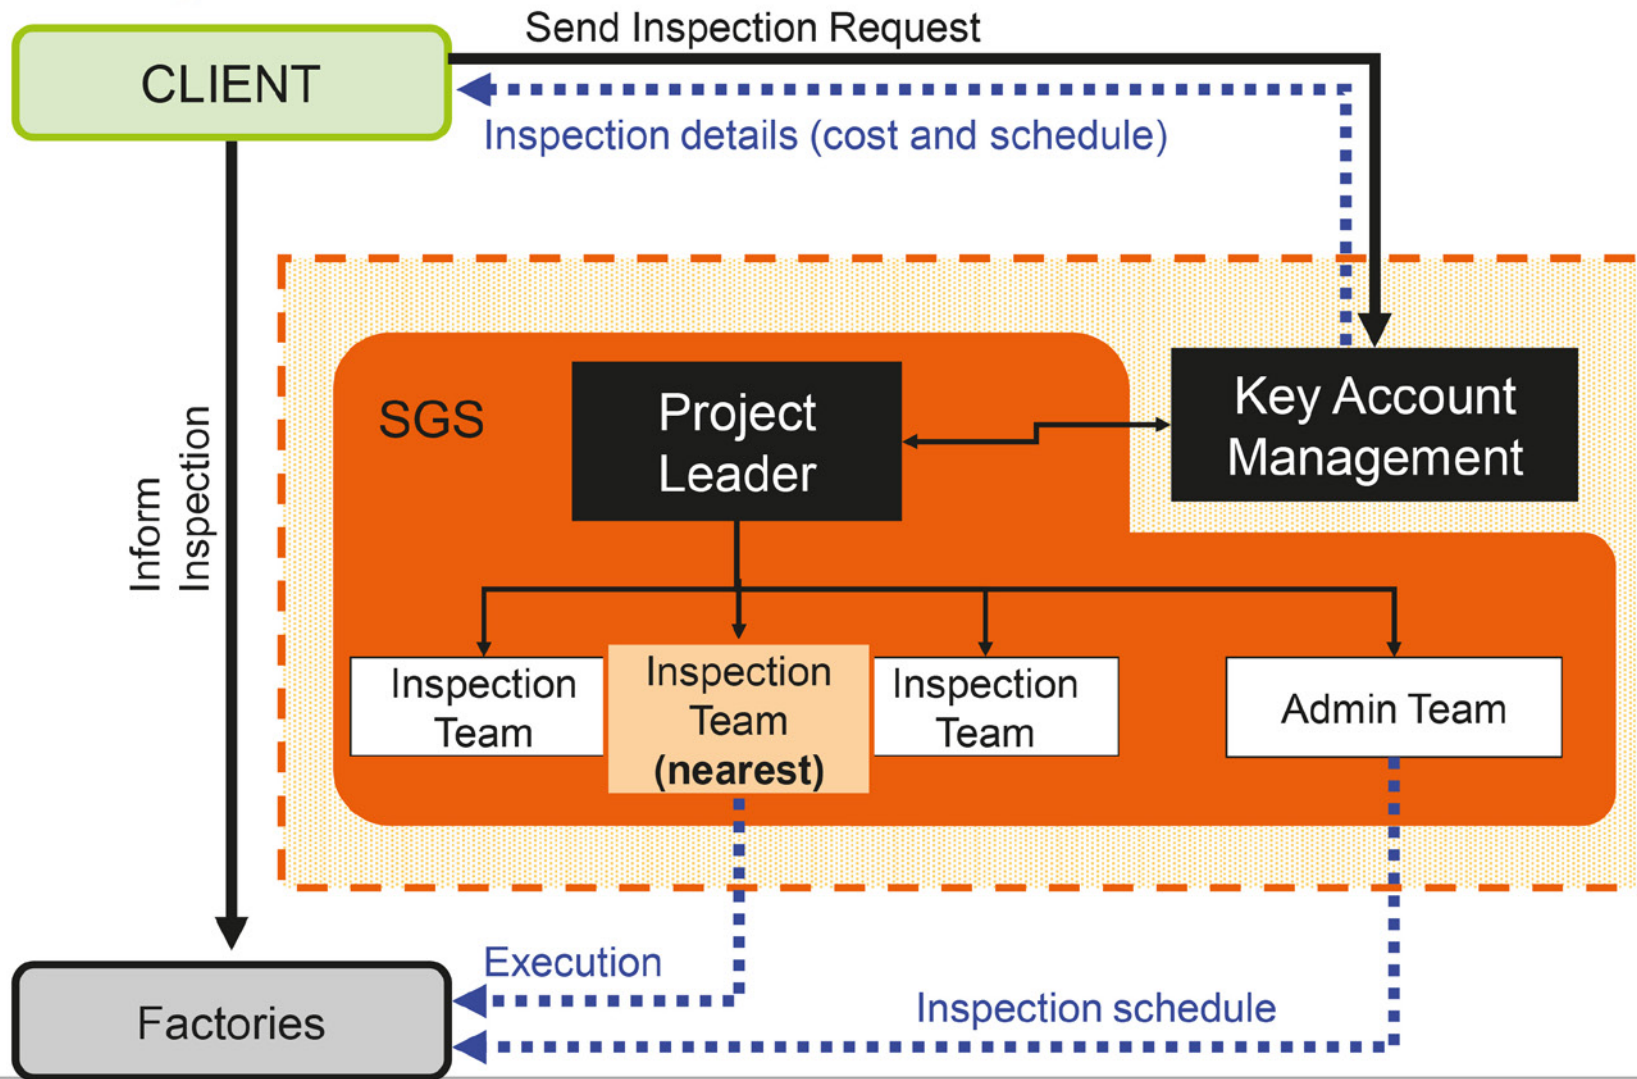 Send Inspection Request
CLIENT
Inspection details (cost and schedule)
SGS
Project
Leader
Key Account
Management
Inform
Inspection
Inspection
Team
Inspection
Team
(nearest)
Inspection
Team
Admin Team
Execution
Inspection schedule
Factories